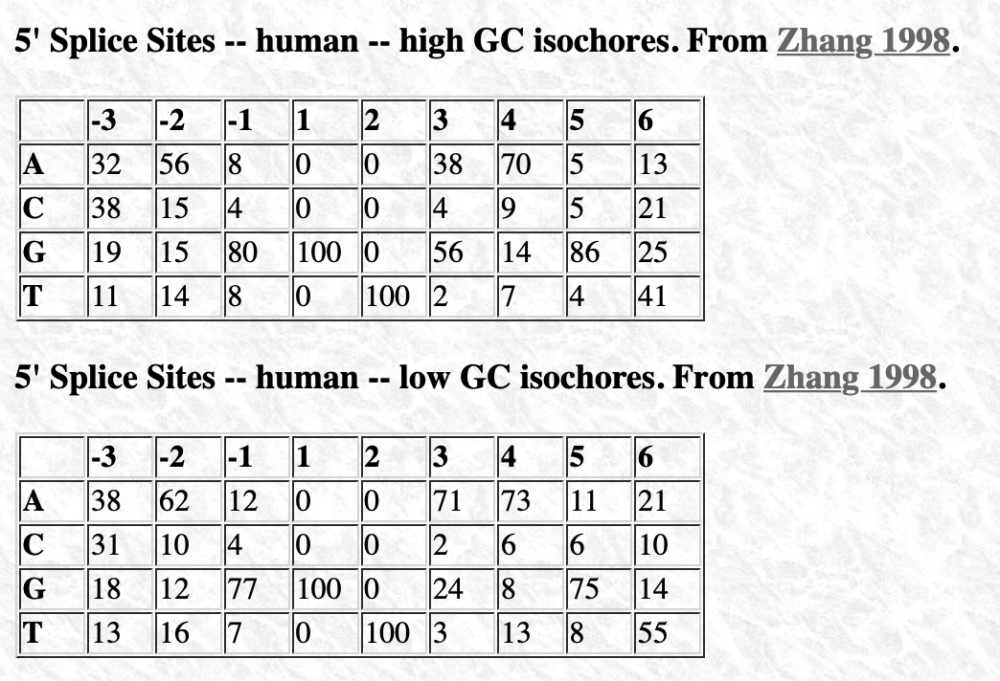 5' Splice Sites -- human -- high GC isochores. From Zhang 1998.
-3 -2 -1 1 2 3 4 5 6
A 32 56 8 0 0 38 70 5 13
C 38 15 4 0 0 4 9 5 21
G 19 15 80 100 0 56 14 86 25
T 11 14 8 0 100 2 7 4 41
5' Splice Sites -- human -- low GC isochores. From Zhang 1998.
-3 -2 -1 1 2 3 4 5 6
A 38 62 12 0 0 71 73 11 21
C 31 10 4 0 0 2 6 6 10
G 18 12 77 100 0 24 8 75 14
T 13 16 7 0 100 3 13 8 55